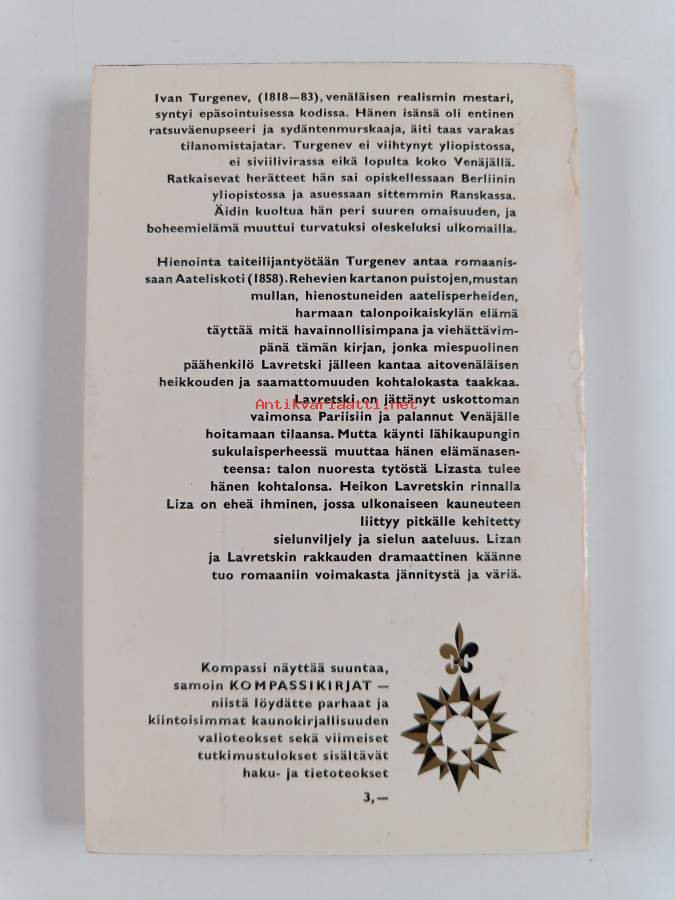 Ivan Turgenev, (1818—83), venäläisen realismin mestari,
syntyi epäsointuisessa kodissa. Hänen isänsä oli entinen
ratsuväenupseeri ja sydäntenmurskaaja, äiti taas varakas
tilanomistajatar. Turgenev ei viihtynyt yliopistossa,
ei siviilivirassa eikä lopulta koko Venäjällä.
Ratkaisevat herätteet hän sai opiskellessaan Berliinin
yliopistossa ja asuessaan sittemmin Ranskassa.
Äidin kuoltua hän peri suuren omaisuuden, ja
boheemielämä muuttui turvatuksi oleskeluksi ulkomailla.
Hienointa taiteilijantyötään Turgenev antaa romaanis-
saan Aateliskoti (1858). Rehevien kartanon puistojen, mustan
mullan, hienostuneiden aatelisperheiden,
harmaan talonpoikaiskylän elämä
täyttää mitä havainnollisimpana ja viehättävim-
pänä tämän kirjan, jonka miespuolinen
päähenkilö Lavretski jälleen kantaa aitovenäläisen
heikkouden ja saamattomuuden kohtalokasta taakkaa.
Lavretski on jättänyt uskottoman
Antikvariaatti.net
vaimonsa Pariisiin ja palannut Venäjälle
hoitamaan tilaansa. Mutta käynti lähikaupungin
sukulaisperheessä muuttaa hänen elämänasen-
teensa: talon nuoresta tytöstä Lizasta tulee
hänen kohtalonsa. Heikon Lavretskin rinnalla
Liza on eheä ihminen, jossa ulkonaiseen kauneuteen
liittyy pitkälle kehitetty
sielunviljely ja sielun aateluus. Lizan
ja Lavretskin rakkauden dramaattinen käänne
tuo romaaniin voimakasta jännitystä ja väriä.
Kompassi näyttää suuntaa,
samoin KOMPASSIKIRJAT —
niistä löydätte parhaat ja
kiintoisimmat kaunokirjallisuuden
valioteokset sekä viimeiset
tutkimustulokset sisältävät
haku- ja tietoteokset
3,—